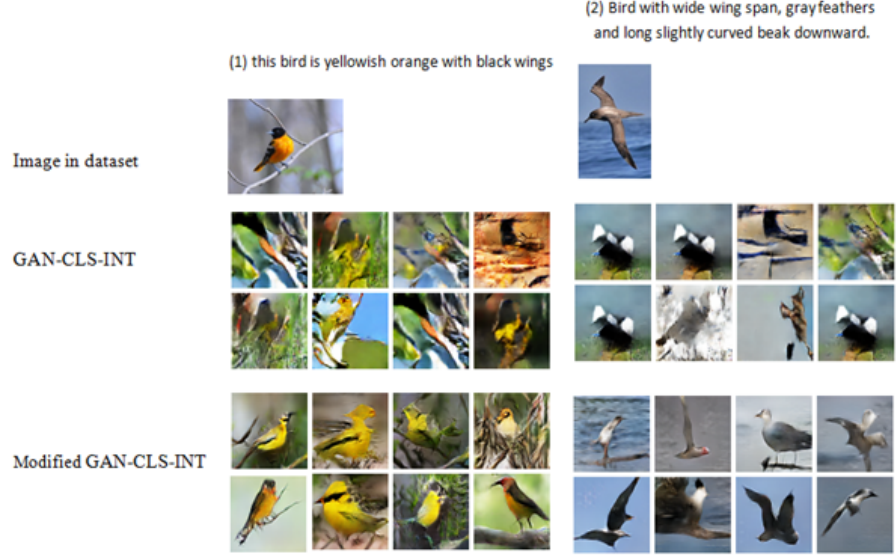 (2) Bird with wide wing span, gray feathers
and long slightly curved beak downward.
(1) this bird is yellowish orange with black wings
Image in dataset
GAN-CLS-INT
Modified GAN-CLS-INT